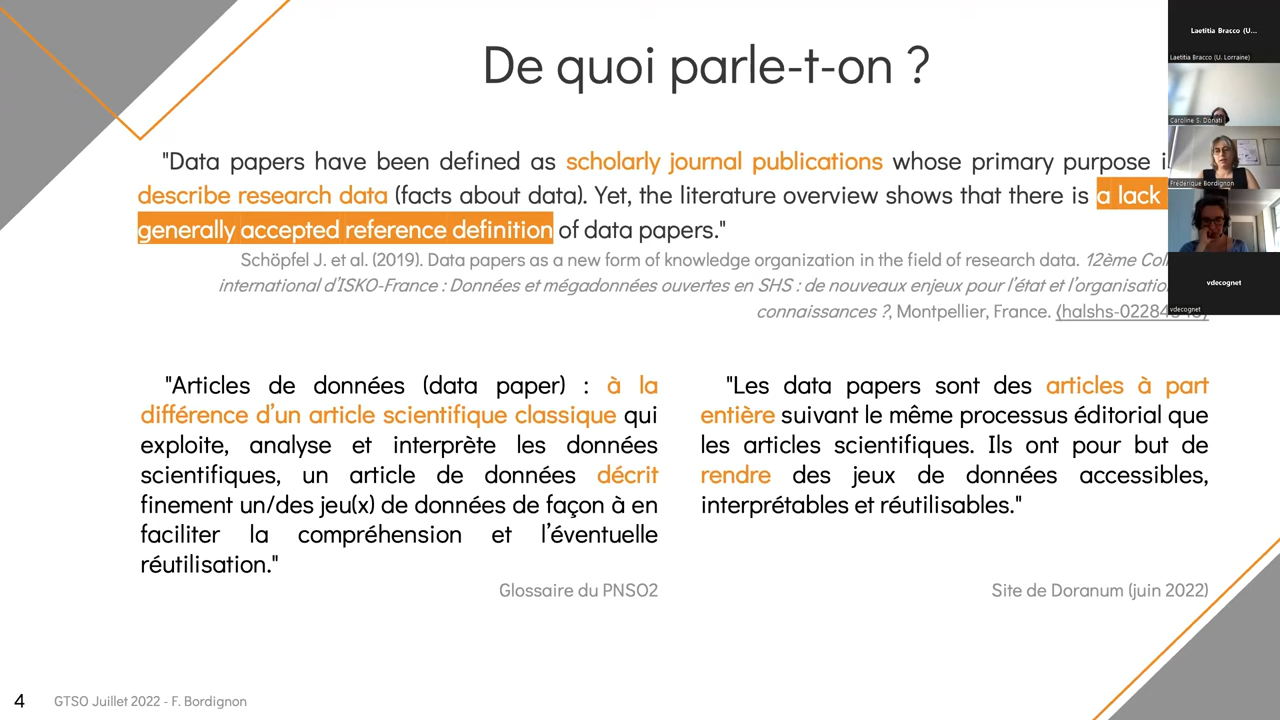 De quoi parle-t-on ?
"Data papers have been defined as scholarly journal publications whose primary purpose
describe research data (facts about data). Yet, the literature overview shows that there is a lack
generally accepted reference definition of data papers."
Schöpfel J. et al. (2019). Data papers as a new form of knowledge organization in the field of research data. 12ème
international d'ISKO-France : Données et mégadonnées ouvertes en SHS : de nouveaux enjeux pour l'état et
connaissances ?, Montpellier, France.
"Articles de données (data paper) : à la
différence d'un article scientifique classique qui
exploite, analyse et interprète les données
scientifiques, un article de données décrit
finement un/des jeu(x) de données de façon à en
faciliter la compréhension et l'éventuelle
réutilisation."
Glossaire du PNSO2
"Les data papers sont des articles à part
entière suivant le même processus éditorial que
les articles scientifiques. Ils ont pour but de
rendre des jeux de données accessibles,
interprétables et réutilisables."
Site de Doranum (juin 2022)
4
GTSO Juillet 2022 - F. Bordignon
Laetitia Bracco (U...
Laetitia Bracco (U. Lorraine)
Caroline S. Donati
Frédérique Bordignon
vdecognet
vdecognet